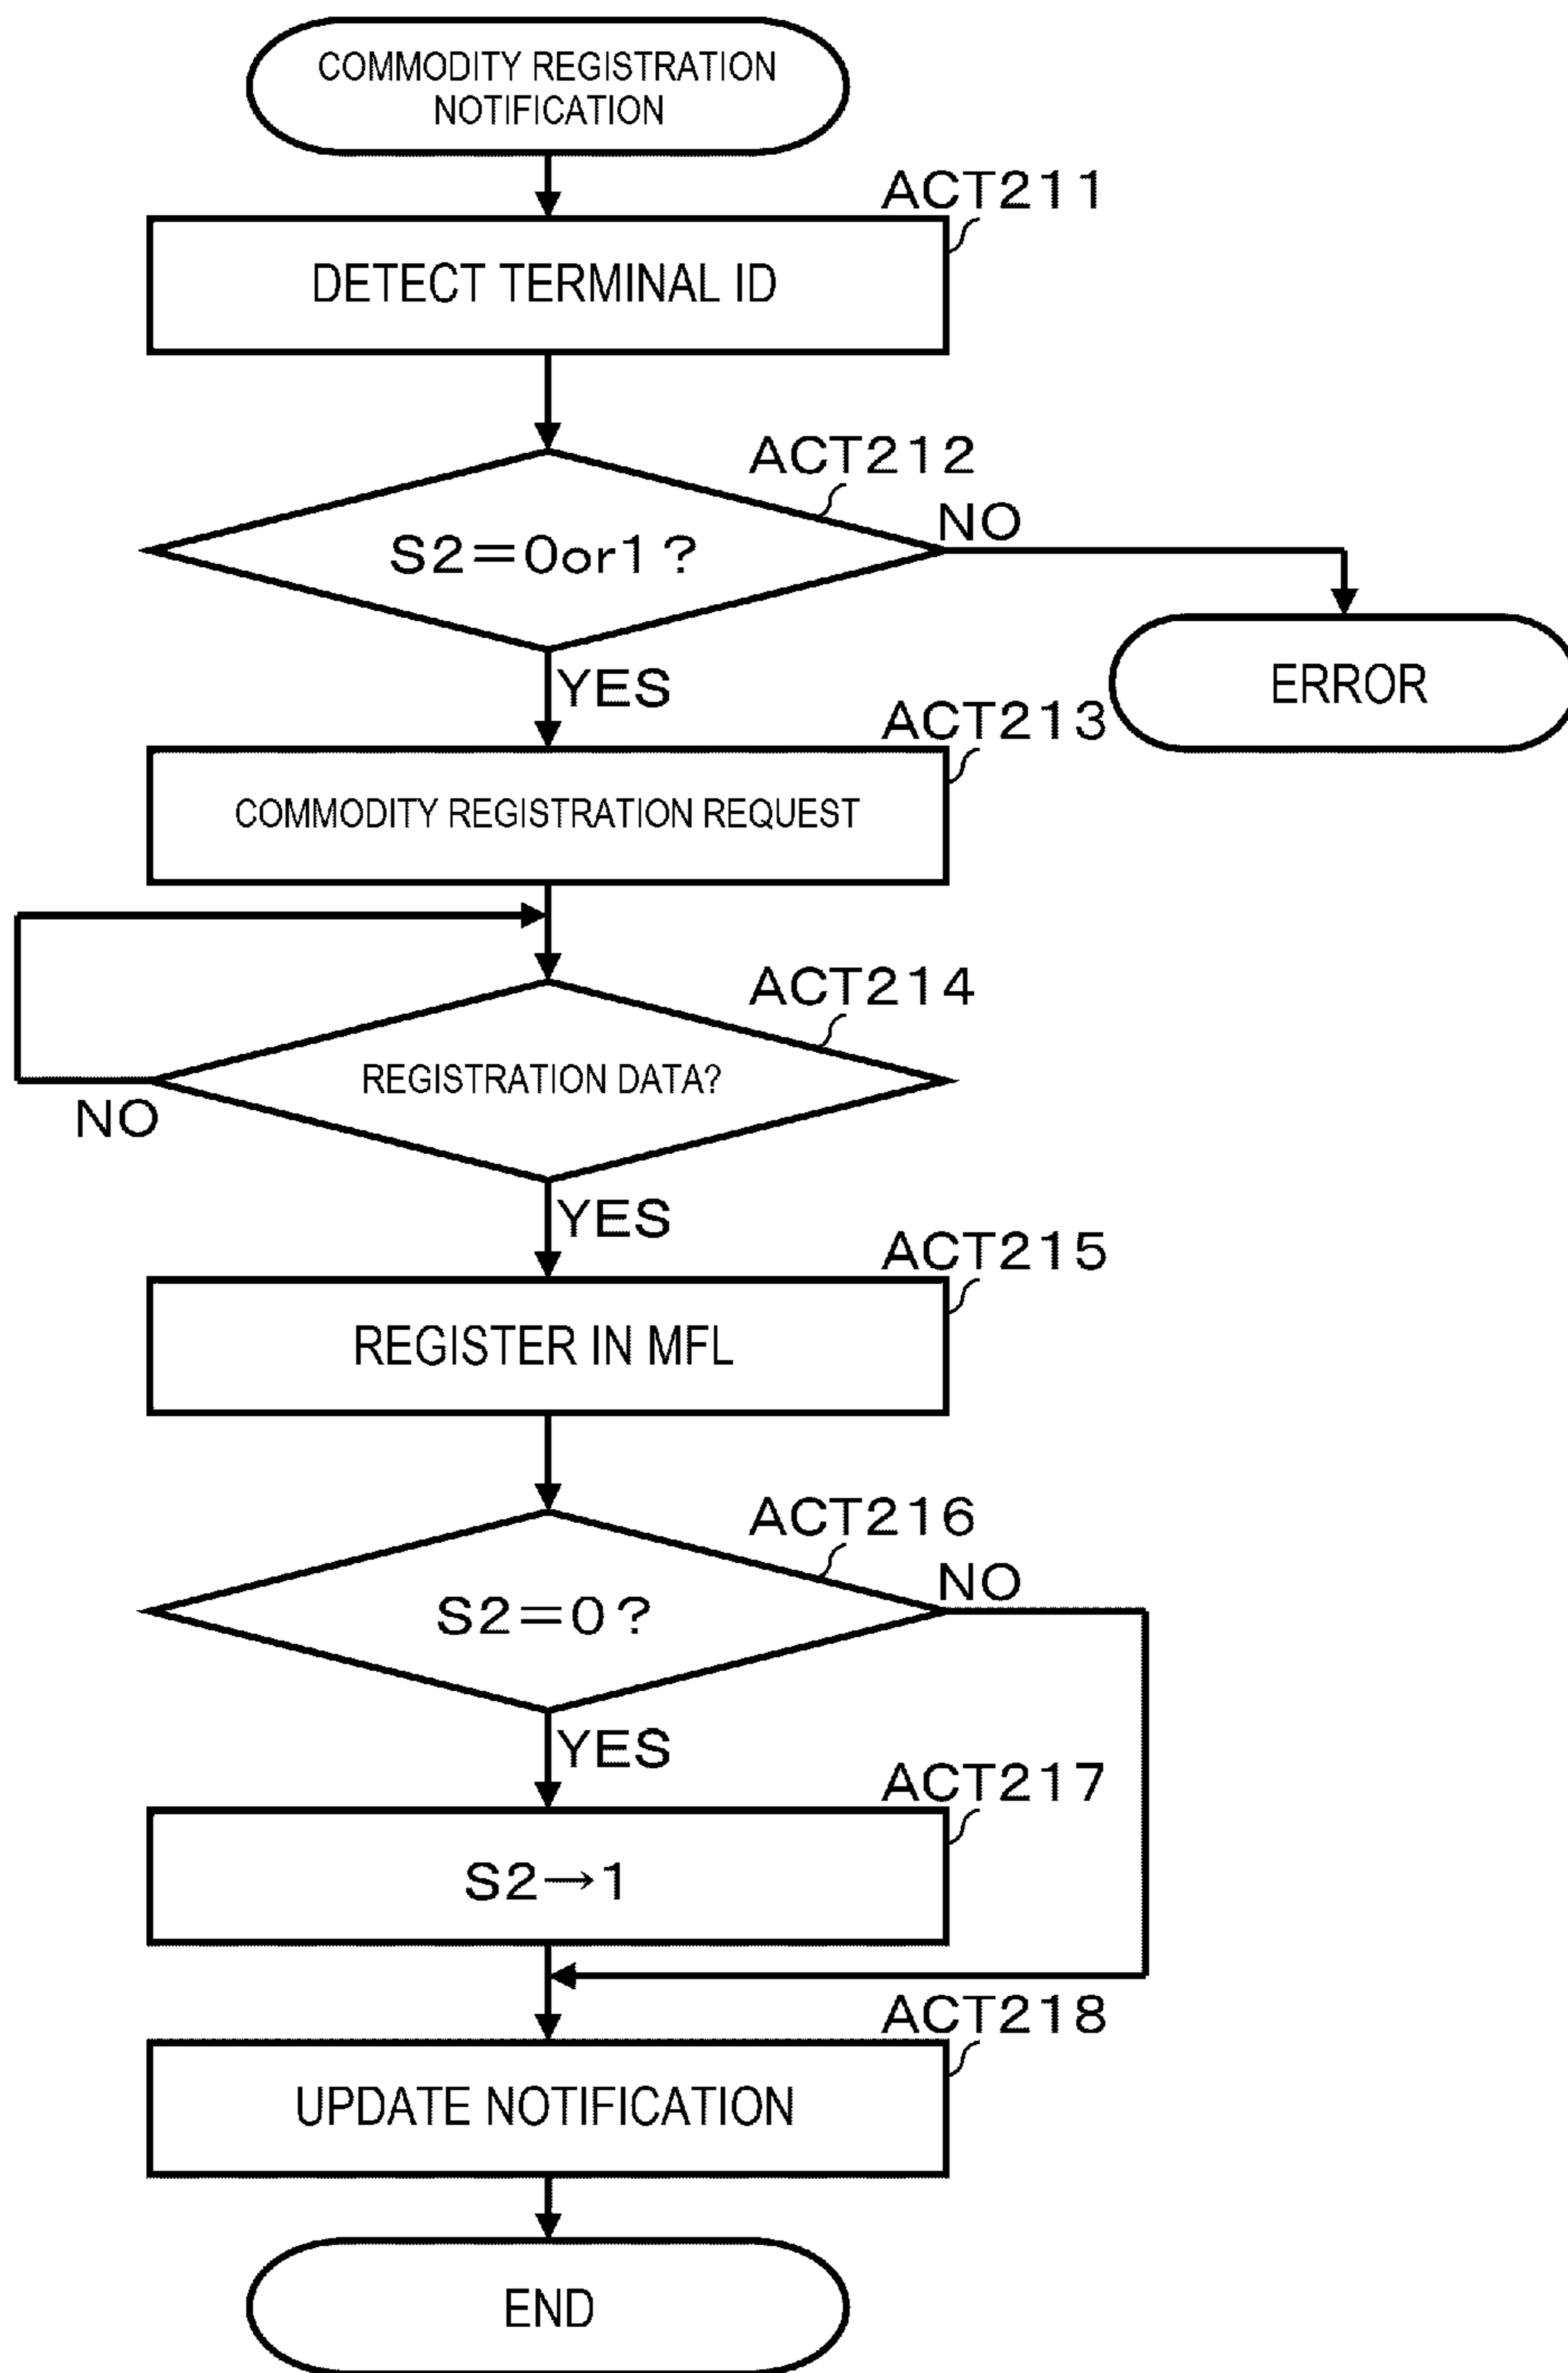 COMMODITY REGISTRATION
NOTIFICATION
ACT211
DETECT TERMINAL ID
ACT212
S2=0or1?
NO
ERROR
YES
ACT213
COMMODITY REGISTRATION REQUEST
ACT214
REGISTRATION DATA?
NO
YES
ACT215
REGISTER IN MFL
ACT216
S2=0?
NO
YES
ACT217
S2→1
ACT218
UPDATE NOTIFICATION
END